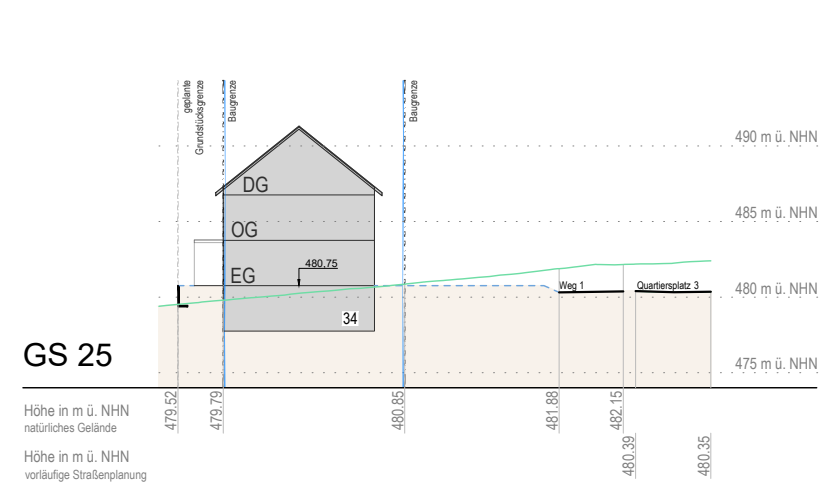 geplante
Grundstücksgrenze
Baugrenze
Baugrenze
490 m ü. NHN
485 m ü. NHN
480 m ü. NHN
475 m ü. NHN
DG
OG
EG
480,75
34
Weg 1
Quartiersplatz 3
GS 25
Höhe in m ü. NHN
natürliches Gelände
479.52
479.79
480.85
481.88
482.15
Höhe in m ü. NHN
vorläufige Straßenplanung
480.39
480.35